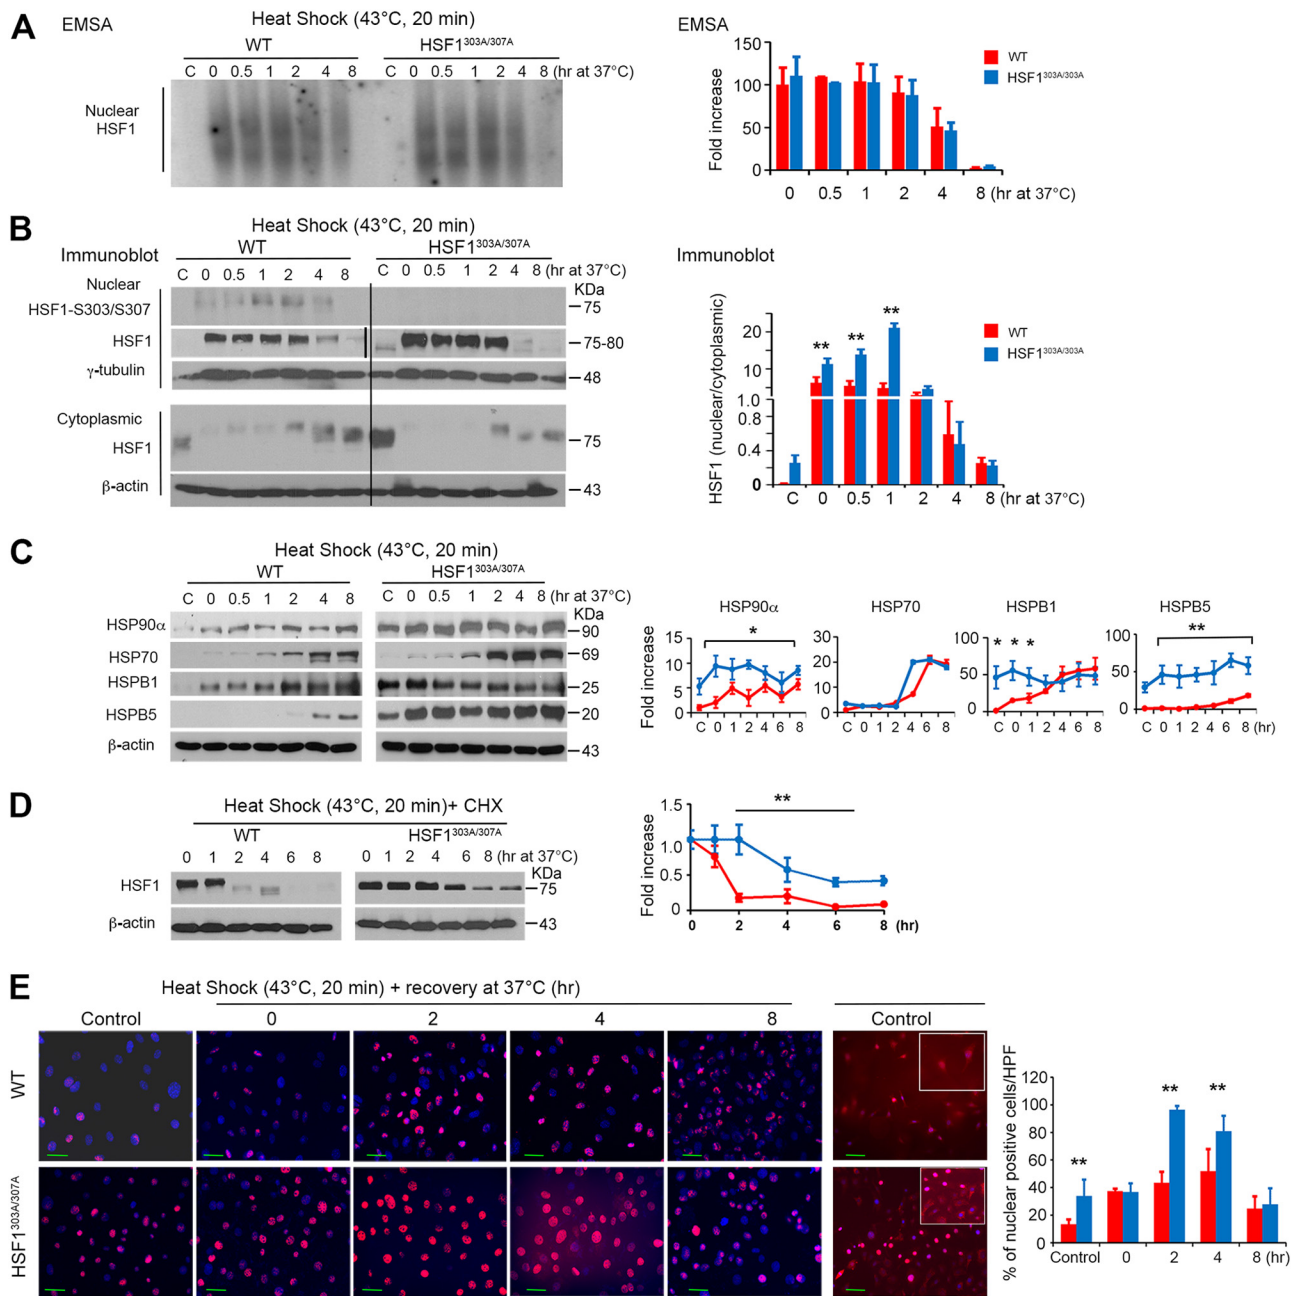 A
EMSA
Heat Shock (43°C, 20 min)
WT
HSF1303A/307A
C 0 0.5 1 2 4 8 C 0 0.5 1 2 4 8 (hr at 37°C)
Nuclear
HSF1
EMSA
Fold increase
150
100
50
0
WT
HSF1303A/303A
0 0.5 1 2 4 8 (hr at 37°C)
B
Heat Shock (43°C, 20 min)
Immunoblot
WT
HSF1303A/307A
C 0 0.5 1 2 4 8 C 0 0.5 1 2 4 8 (hr at 37°C)
Nuclear
KDa
HSF1-S303/S307
75
HSF1
75-80
γ-tubulin
48
Cytoplasmic
HSF1
75
β-actin
43
Immunoblot
HSF1 (nuclear/cytoplasmic)
20
10
1.0
0.8
0.4
0
** ** **
WT
HSF1303A/303A
C 0 0.5 1 2 4 8 (hr at 37°C)
C
Heat Shock (43°C, 20 min)
WT
HSF1303A/307A
C 0 0.5 1 2 4 8 C 0 0.5 1 2 4 8 (hr at 37°C)
KDa
HSP90α
90
HSP70
69
HSPB1
25
HSPB5
20
β-actin
43
HSP90α
HSP70
HSPB1
HSPB5
Fold increase
15
10
5
0
*
C 0 1 2 4 6 8
30
20
10
0
C 0 1 2 4 6 8
100
50
0
* * *
C 0 1 2 4 6 8
100
50
0
**
C 0 1 2 4 6 8 (hr)
D
Heat Shock (43°C, 20 min)+ CHX
WT
HSF1303A/307A
0 1 2 4 6 8 0 1 2 4 6 8 (hr at 37°C)
KDa
HSF1
75
β-actin
43
Fold increase
1.5
1.0
0.5
0
**
0 2 4 6 8 (hr)
E
Heat Shock (43°C, 20 min) + recovery at 37°C (hr)
Control 0 2 4 8 Control
WT
HSF1303A/307A
% of nuclear positive cells/HPF
120
100
80
60
40
20
0
** ** **
Control 0 2 4 8 (hr)